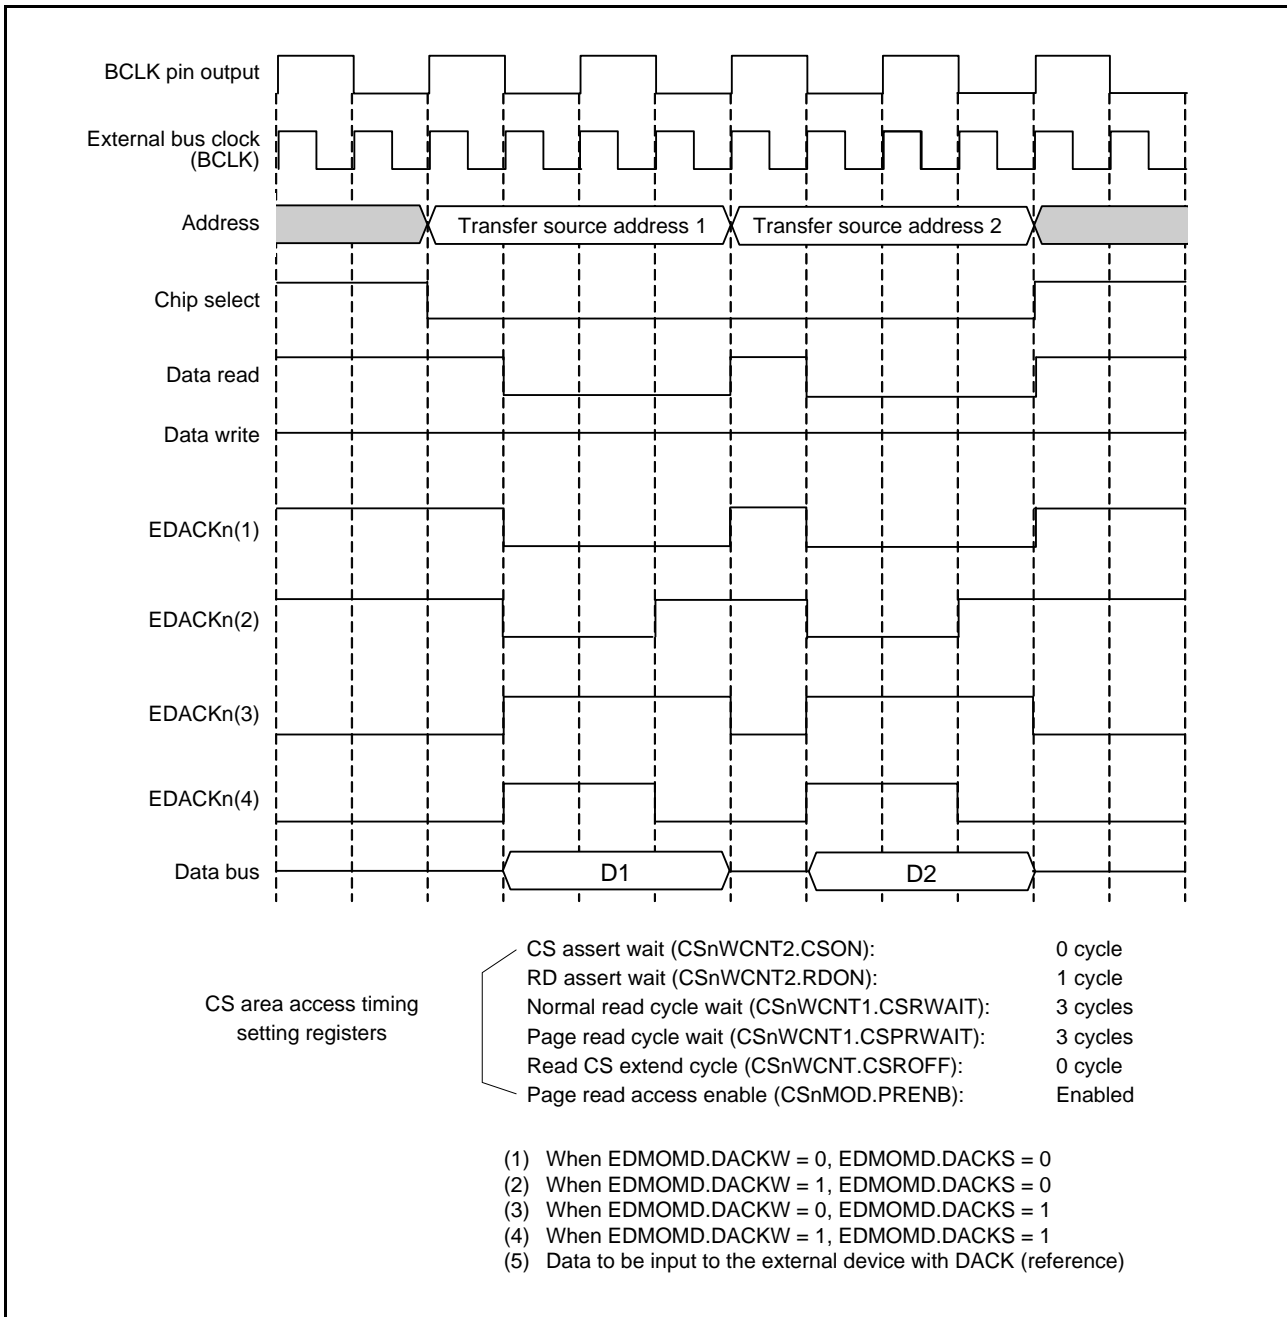 BCLK pin output
External bus clock
(BCLK)
Address
Transfer source address 1
Transfer source address 2
Chip select
Data read
Data write
EDACKn(1)
EDACKn(2)
EDACKn(3)
EDACKn(4)
Data bus
D1
D2
CS area access timing
setting registers
CS assert wait (CSnWCNT2.CSON): 0 cycle
RD assert wait (CSnWCNT2.RDON): 1 cycle
Normal read cycle wait (CSnWCNT1.CSRWAIT): 3 cycles
Page read cycle wait (CSnWCNT1.CSPRWAIT): 3 cycles
Read CS extend cycle (CSnWCNT.CSROFF): 0 cycle
Page read access enable (CSnMOD.PRENB): Enabled
(1) When EDMOMD.DACKW = 0, EDMOMD.DACKS = 0
(2) When EDMOMD.DACKW = 1, EDMOMD.DACKS = 0
(3) When EDMOMD.DACKW = 0, EDMOMD.DACKS = 1
(4) When EDMOMD.DACKW = 1, EDMOMD.DACKS = 1
(5) Data to be input to the external device with DACK (reference)